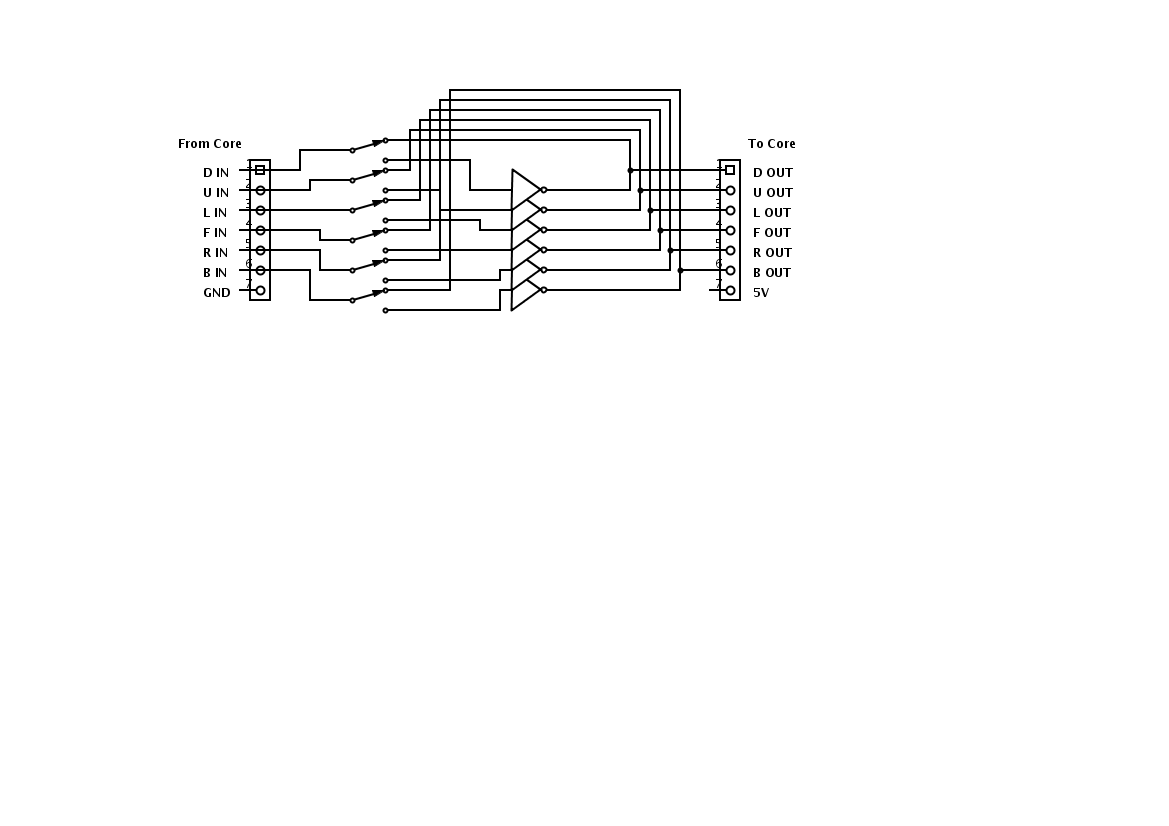 From Core
To Core
1
D IN
2
U IN
3
L IN
4
F IN
5
R IN
6
B IN
7
GND
1
D OUT
2
U OUT
3
L OUT
4
F OUT
5
R OUT
6
B OUT
7
5V